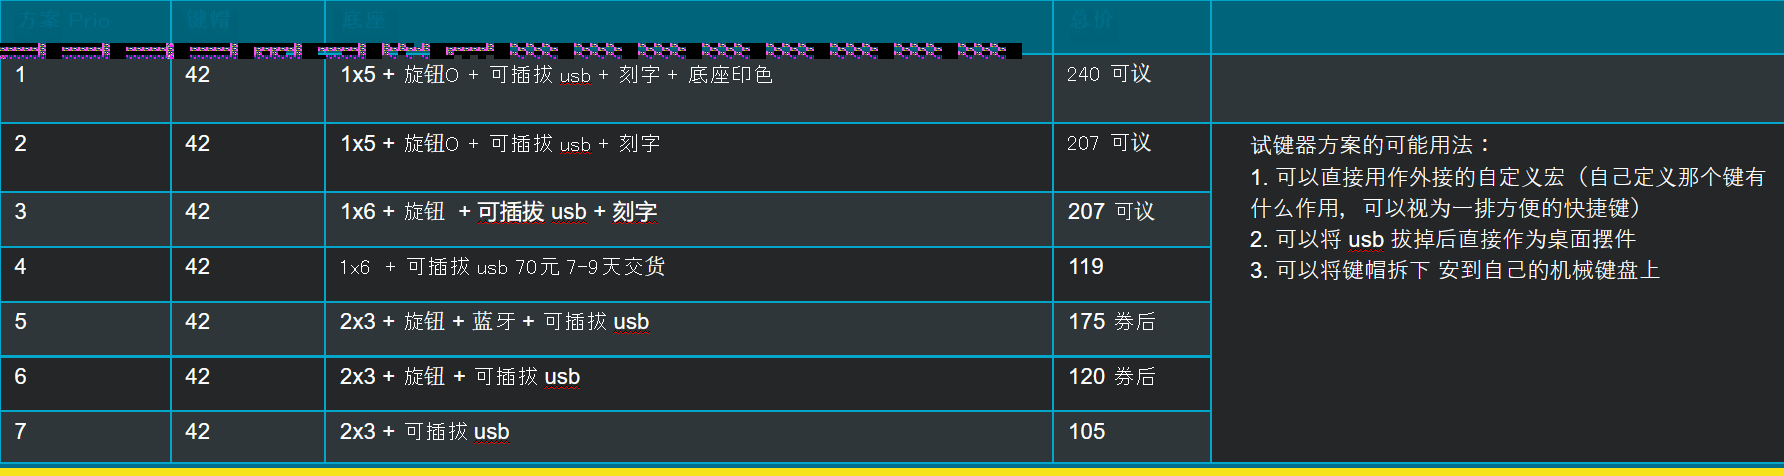 方案 Prio 键帽 底座 总价
1 42 1x5 + 旋钮O + 可插拔 usb + 刻字 + 底座印色 240 可议
2 42 1x5 + 旋钮O + 可插拔 usb + 刻字 207 可议
3 42 1x6 + 旋钮 + 可插拔 usb + 刻字 207 可议
4 42 1x6 + 可插拔 usb 70元 7-9天交货 119
5 42 2x3 + 旋钮 + 蓝牙 + 可插拔 usb 175 券后
6 42 2x3 + 旋钮 + 可插拔 usb 120 券后
7 42 2x3 + 可插拔 usb 105
试键器方案的可能用法：
1. 可以直接用作外接的自定义宏（自己定义那个键有
什么作用，可以视为一排方便的快捷键）
2. 可以将 usb 拔掉后直接作为桌面摆件
3. 可以将键帽拆下 安到自己的机械键盘上